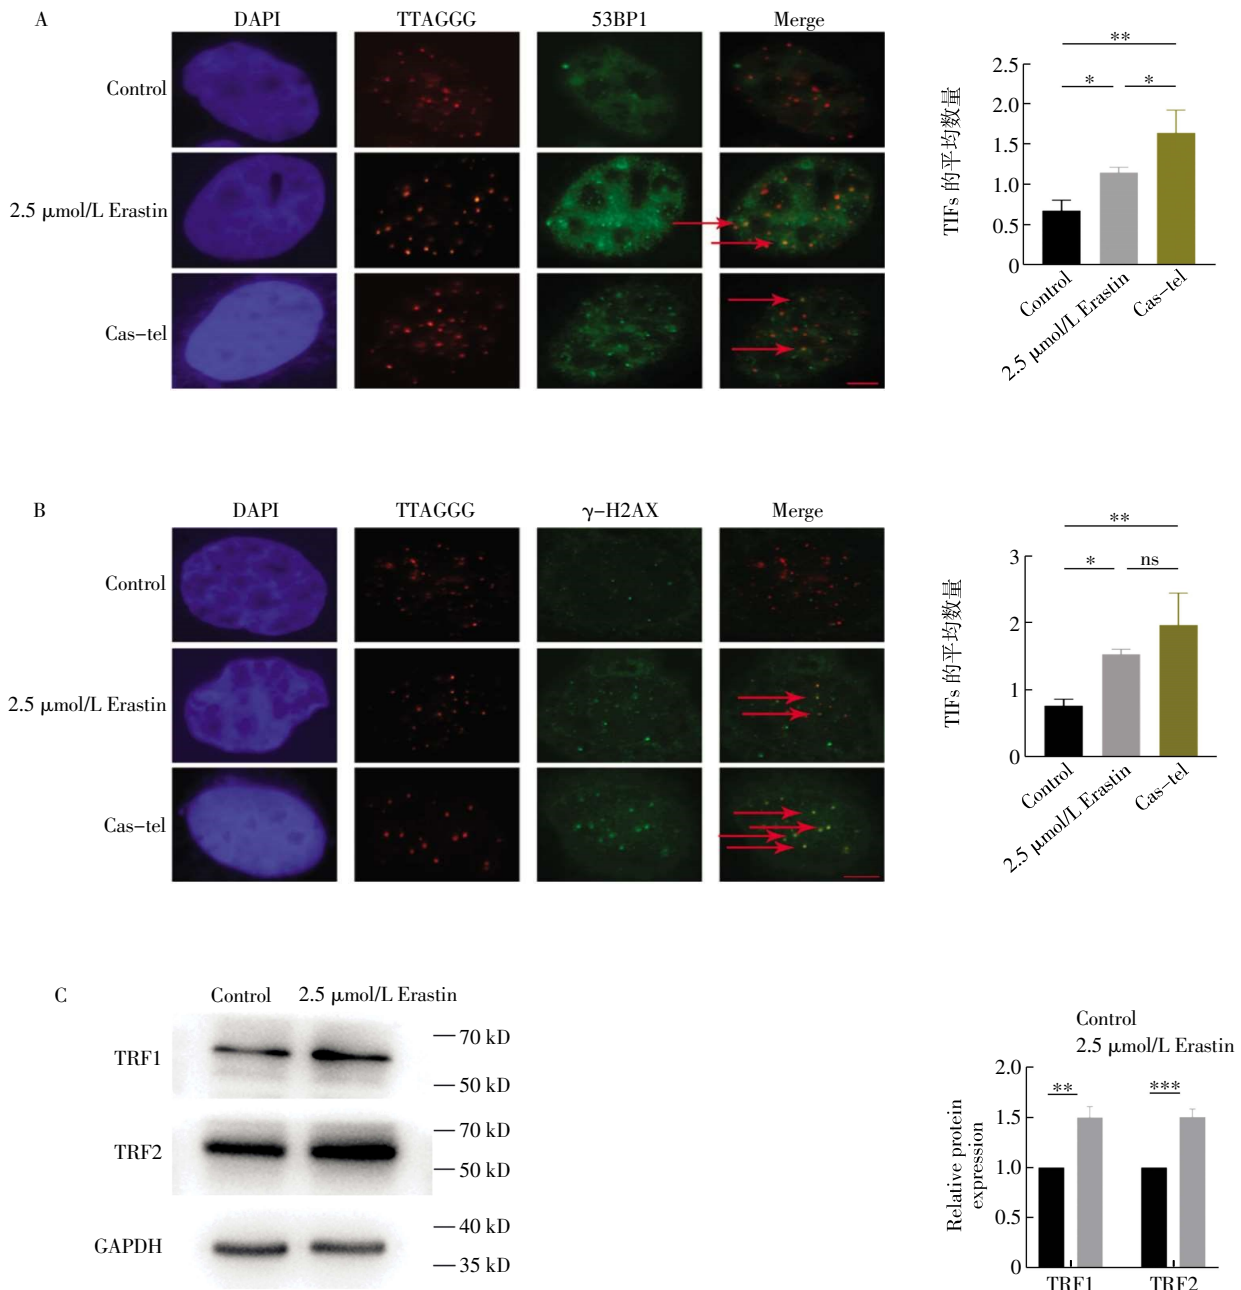 A
DAPI TTAGGG 53BP1 Merge
Control
2.5 μmol/L Erastin
Cas-tel
**
* *
2.5
2.0
1.5
1.0
0.5
0
TIFs 的平均数量
Control
2.5 μmol/L Erastin
Cas-tel
B
DAPI TTAGGG γ-H2AX Merge
Control
2.5 μmol/L Erastin
Cas-tel
**
* ns
3
2
1
0
TIFs 的平均数量
Control
2.5 μmol/L Erastin
Cas-tel
C
Control 2.5 μmol/L Erastin
TRF1
70 kD
50 kD
TRF2
70 kD
50 kD
GAPDH
40 kD
35 kD
Control
2.5 μmol/L Erastin
2.0
1.5
1.0
0.5
0
Relative protein
expression
** ***
TRF1 TRF2